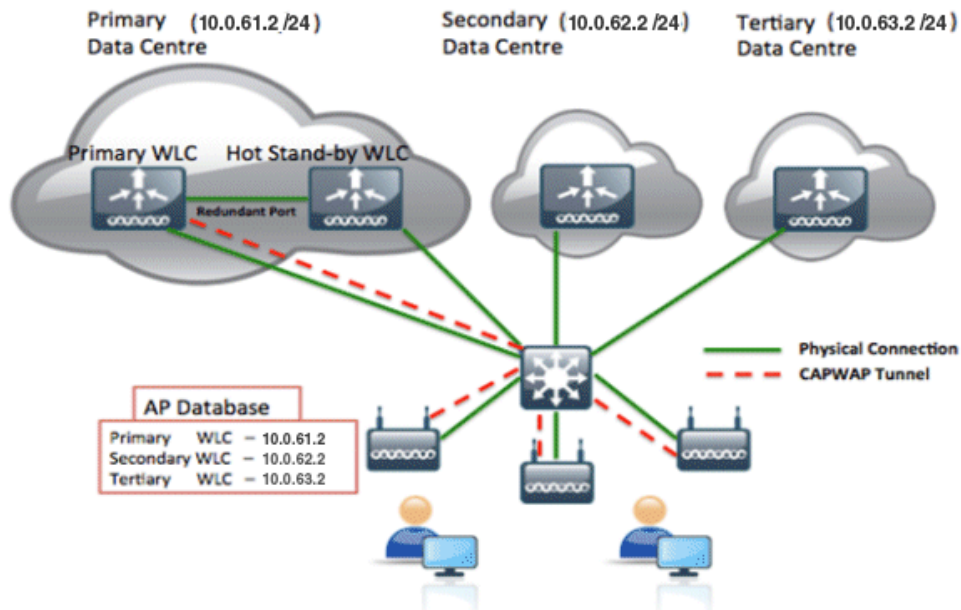 Primary (10.0.61.2/24)
Data Centre
Secondary (10.0.62.2 /24)
Data Centre
Tertiary (10.0.63.2 /24)
Data Centre
Primary WLC
Hot Stand-by WLC
Redundant Port
Physical Connection
CAPWAP Tunnel
AP Database
Primary WLC – 10.0.61.2
Secondary WLC – 10.0.62.2
Tertiary WLC – 10.0.63.2